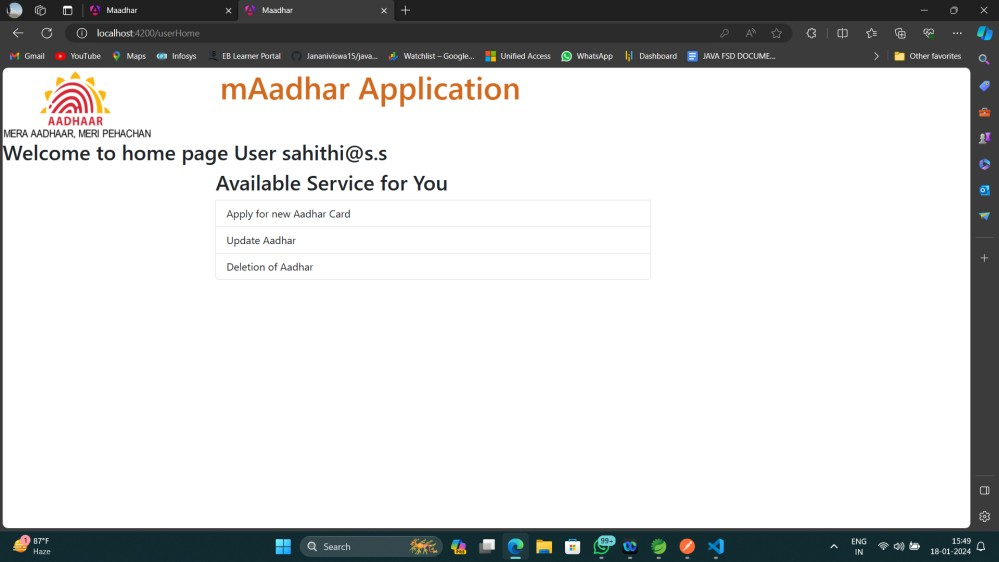 Maadhar
Maadhar
localhost:4200/userHome
Gmail
YouTube
Maps
Infosys
EB Learner Portal
Jananiviswa15/java...
Watchlist – Google...
Unified Access
WhatsApp
Dashboard
JAVA FSD DOCUME...
Other favorites
AADHAAR
MERA AADHAAR, MERI PEHACHAN
mAadhar Application
Welcome to home page User sahithi@s.s
Available Service for You
Apply for new Aadhar Card
Update Aadhar
Deletion of Aadhar
1
87°F
Haze
Search
99+
ENG
IN
15:49
18-01-2024